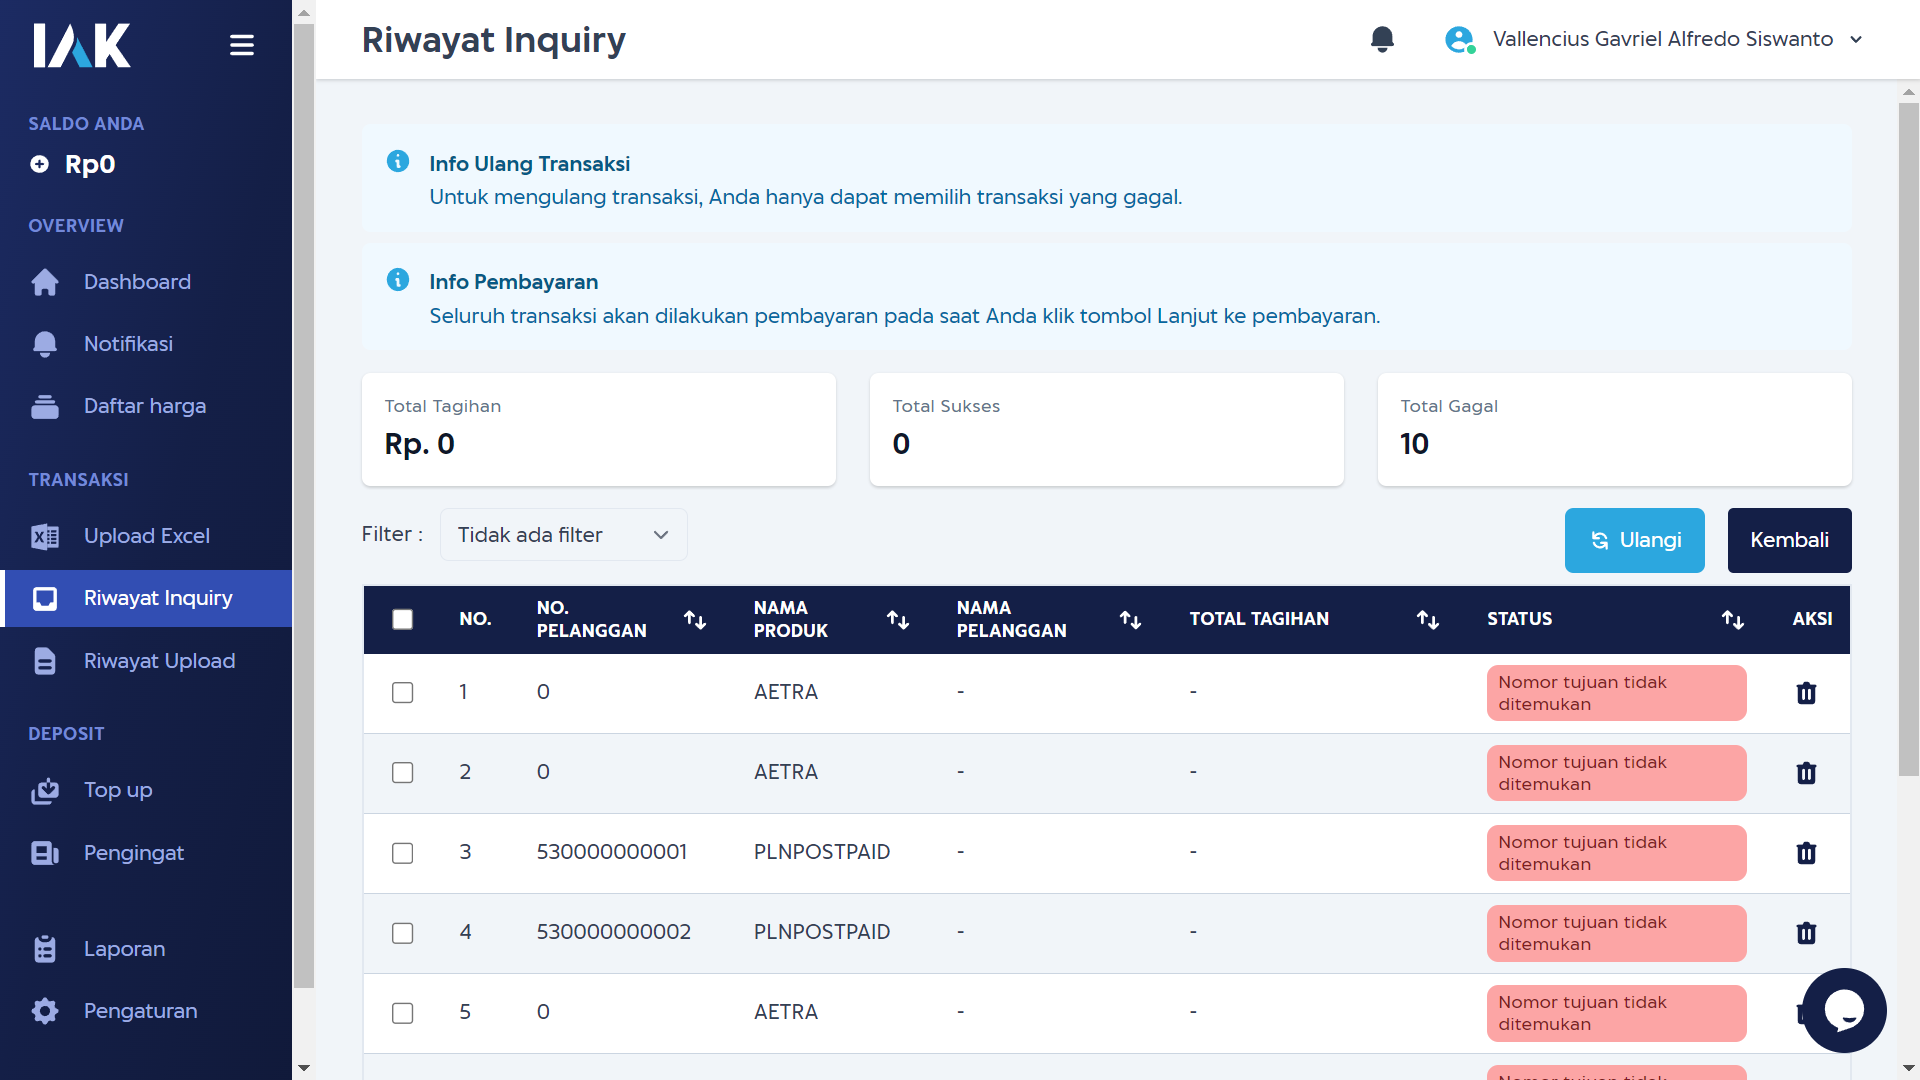 IAK
SALDO ANDA
Rp0
OVERVIEW
Dashboard
Notifikasi
Daftar harga
TRANSAKSI
Upload Excel
Riwayat Inquiry
Riwayat Upload
DEPOSIT
Top up
Pengingat
Laporan
Pengaturan
Riwayat Inquiry
Vallencius Gavriel Alfredo Siswanto
Info Ulang Transaksi
Untuk mengulang transaksi, Anda hanya dapat memilih transaksi yang gagal.
Info Pembayaran
Seluruh transaksi akan dilakukan pembayaran pada saat Anda klik tombol Lanjut ke pembayaran.
Total Tagihan
Rp. 0
Total Sukses
0
Total Gagal
10
Filter :
Tidak ada filter
Ulangi
Kembali
NO.
NO.
PELANGGAN
NAMA
PRODUK
NAMA
PELANGGAN
TOTAL TAGIHAN
STATUS
AKSI
1 0 AETRA - - Nomor tujuan tidak
ditemukan
2 0 AETRA - - Nomor tujuan tidak
ditemukan
3 530000000001 PLNPOSTPAID - - Nomor tujuan tidak
ditemukan
4 530000000002 PLNPOSTPAID - - Nomor tujuan tidak
ditemukan
5 0 AETRA - - Nomor tujuan tidak
ditemukan